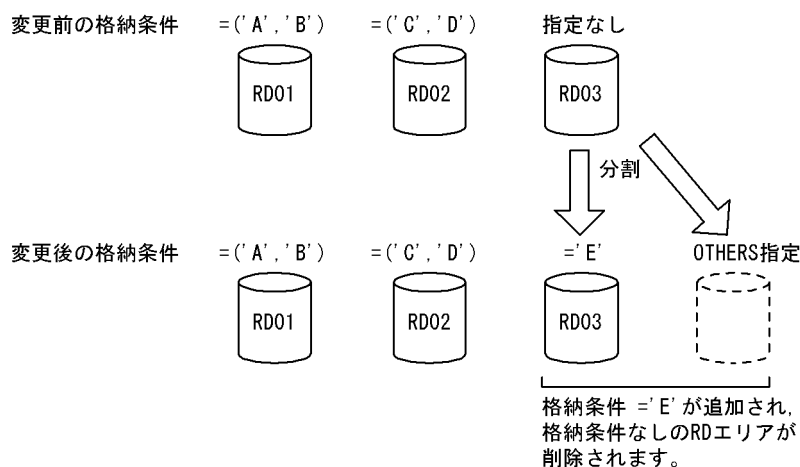 変更前の格納条件 =('A','B') =('C','D') 指定なし
RD01 RD02 RD03
分割
変更後の格納条件 =('A','B') =('C','D') ='E' OTHERS指定
RD01 RD02 RD03
格納条件 ='E'が追加され，
格納条件なしのRDエリアが
削除されます。